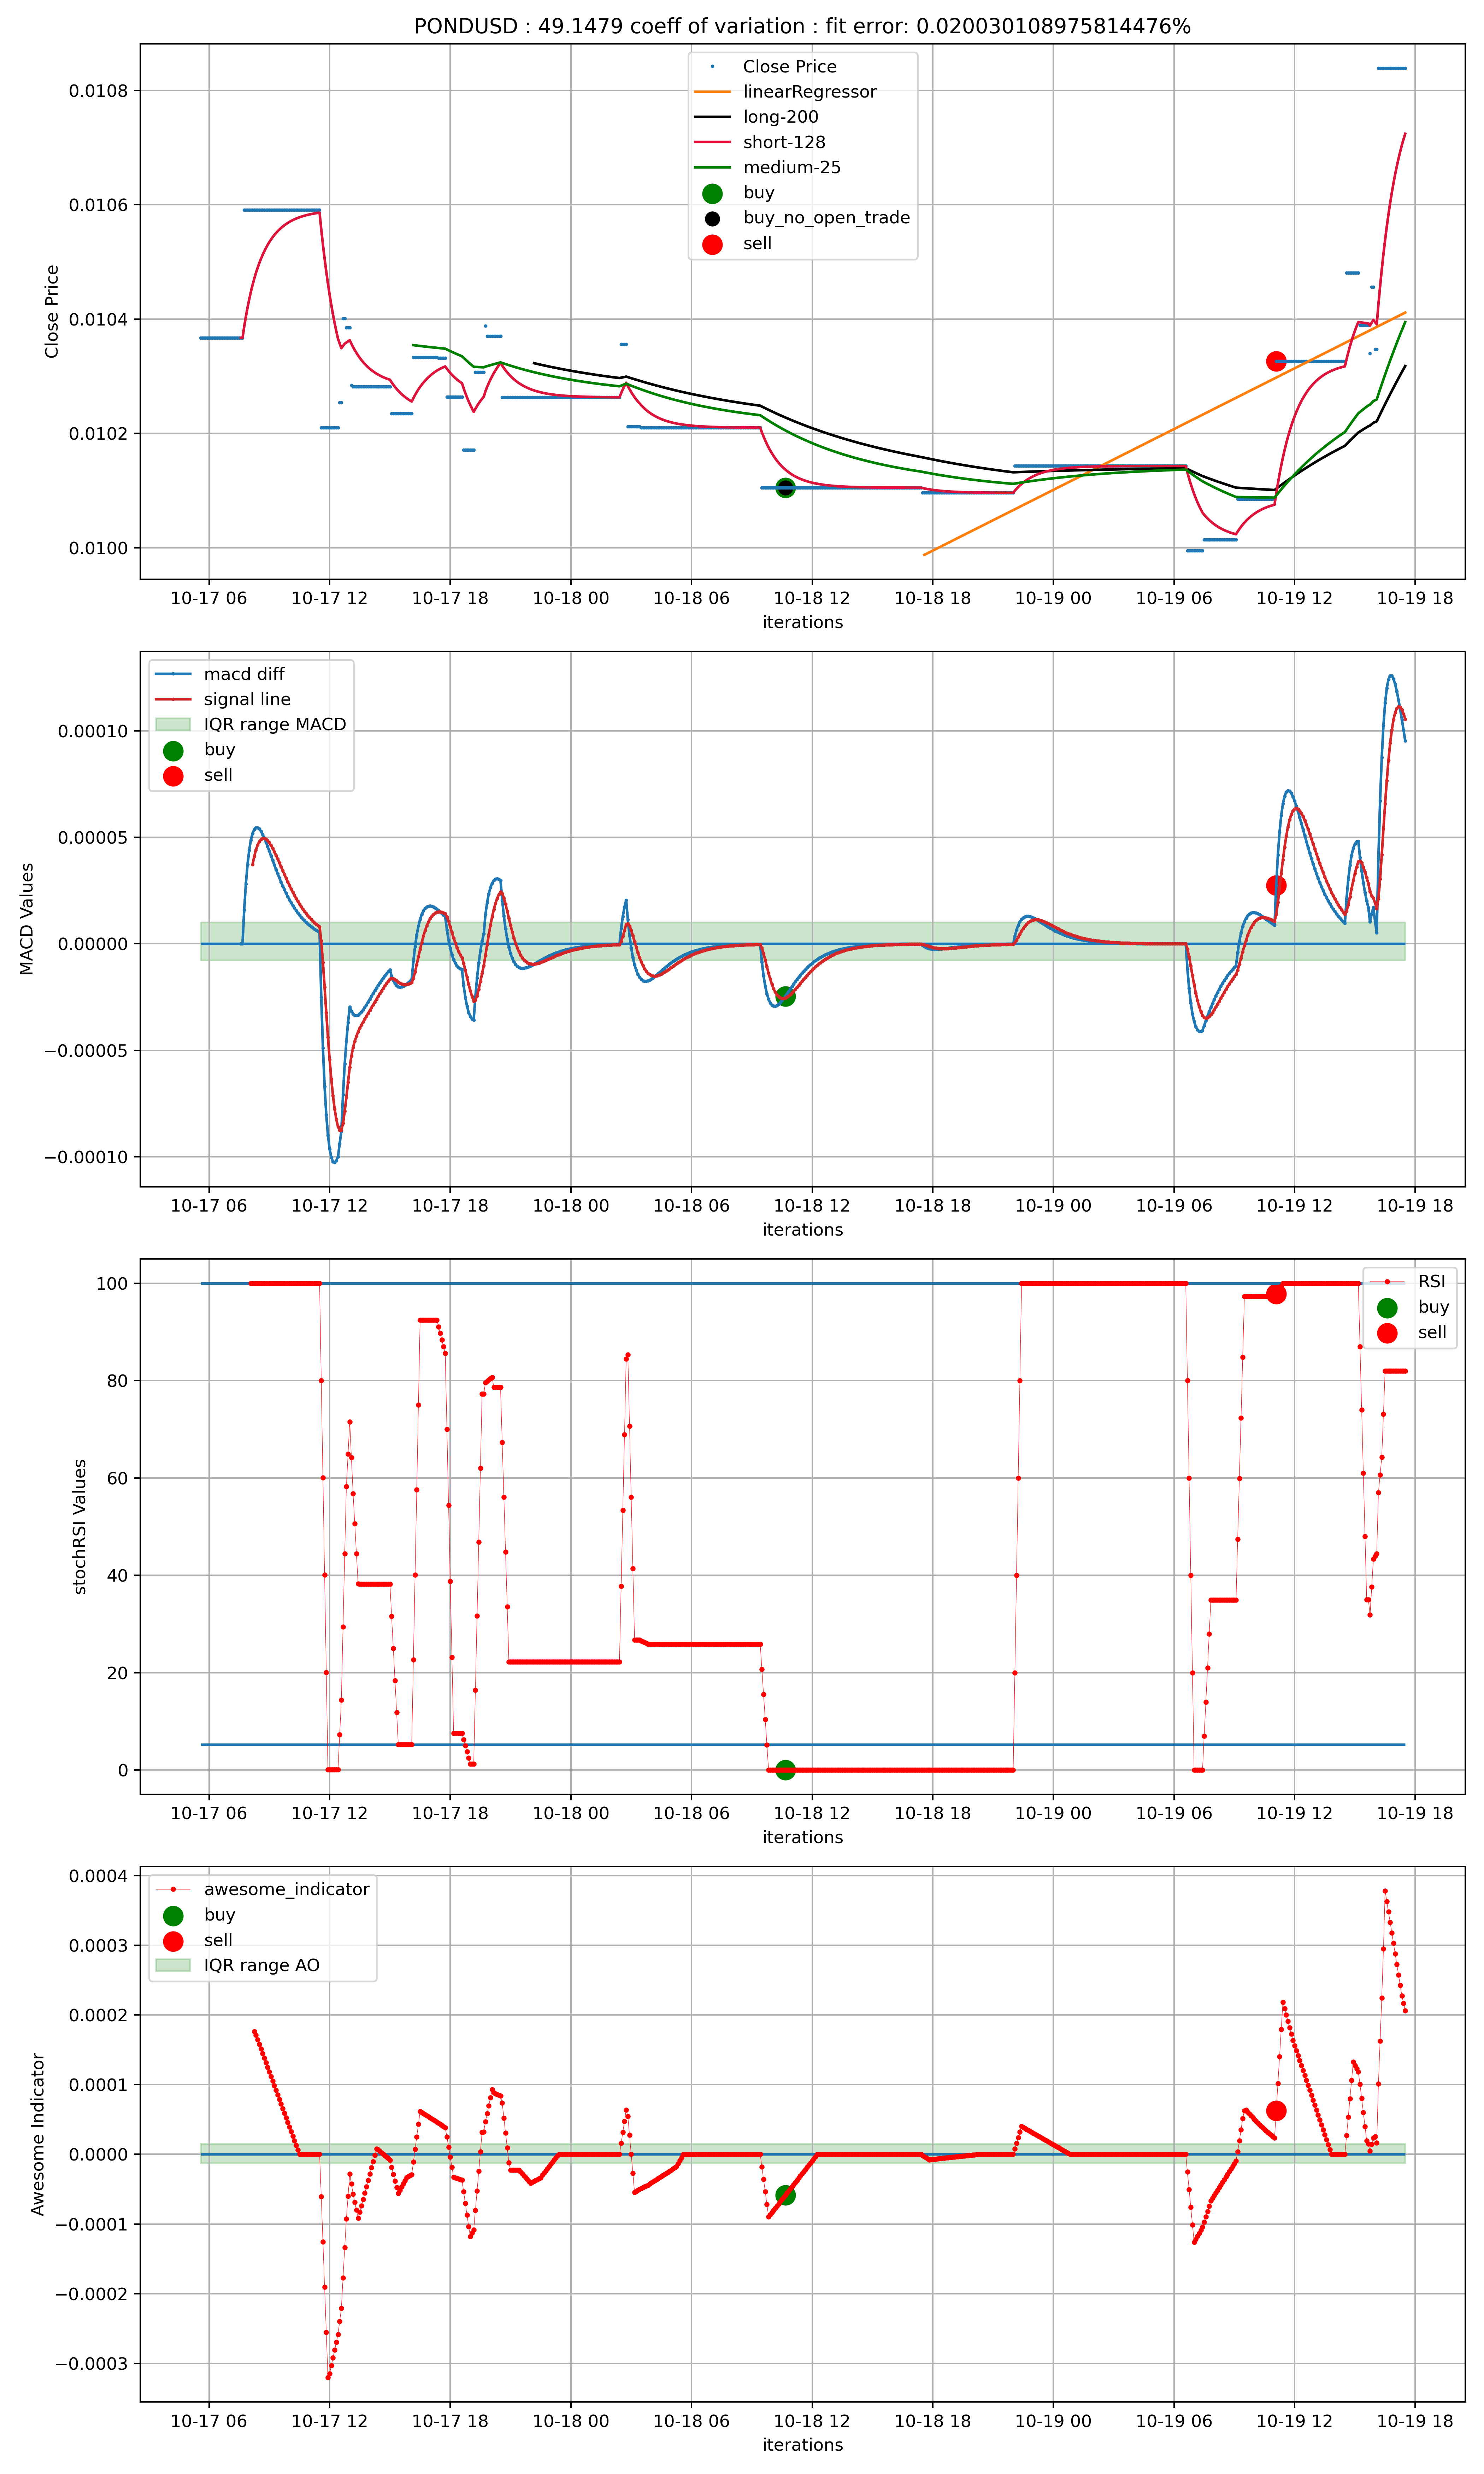 PONDUSD : 49.1479 coeff of variation : fit error: 0.020030108975814476%
Close Price
0.0108
0.0106
0.0104
0.0102
0.0100
Close Price
linearRegressor
long-200
short-128
medium-25
buy
buy_no_open_trade
sell
10-17 06
10-17 12
10-17 18
10-18 00
10-18 06
10-18 12
10-18 18
10-19 00
10-19 06
10-19 12
10-19 18
iterations
MACD Values
0.00010
0.00005
0.00000
−0.00005
−0.00010
macd diff
signal line
IQR range MACD
buy
sell
10-17 06
10-17 12
10-17 18
10-18 00
10-18 06
10-18 12
10-18 18
10-19 00
10-19 06
10-19 12
10-19 18
iterations
stochRSI Values
100
80
60
40
20
0
RSI
buy
sell
10-17 06
10-17 12
10-17 18
10-18 00
10-18 06
10-18 12
10-18 18
10-19 00
10-19 06
10-19 12
10-19 18
iterations
Awesome Indicator
0.0004
0.0003
0.0002
0.0001
0.0000
−0.0001
−0.0002
−0.0003
awesome_indicator
buy
sell
IQR range AO
10-17 06
10-17 12
10-17 18
10-18 00
10-18 06
10-18 12
10-18 18
10-19 00
10-19 06
10-19 12
10-19 18
iterations